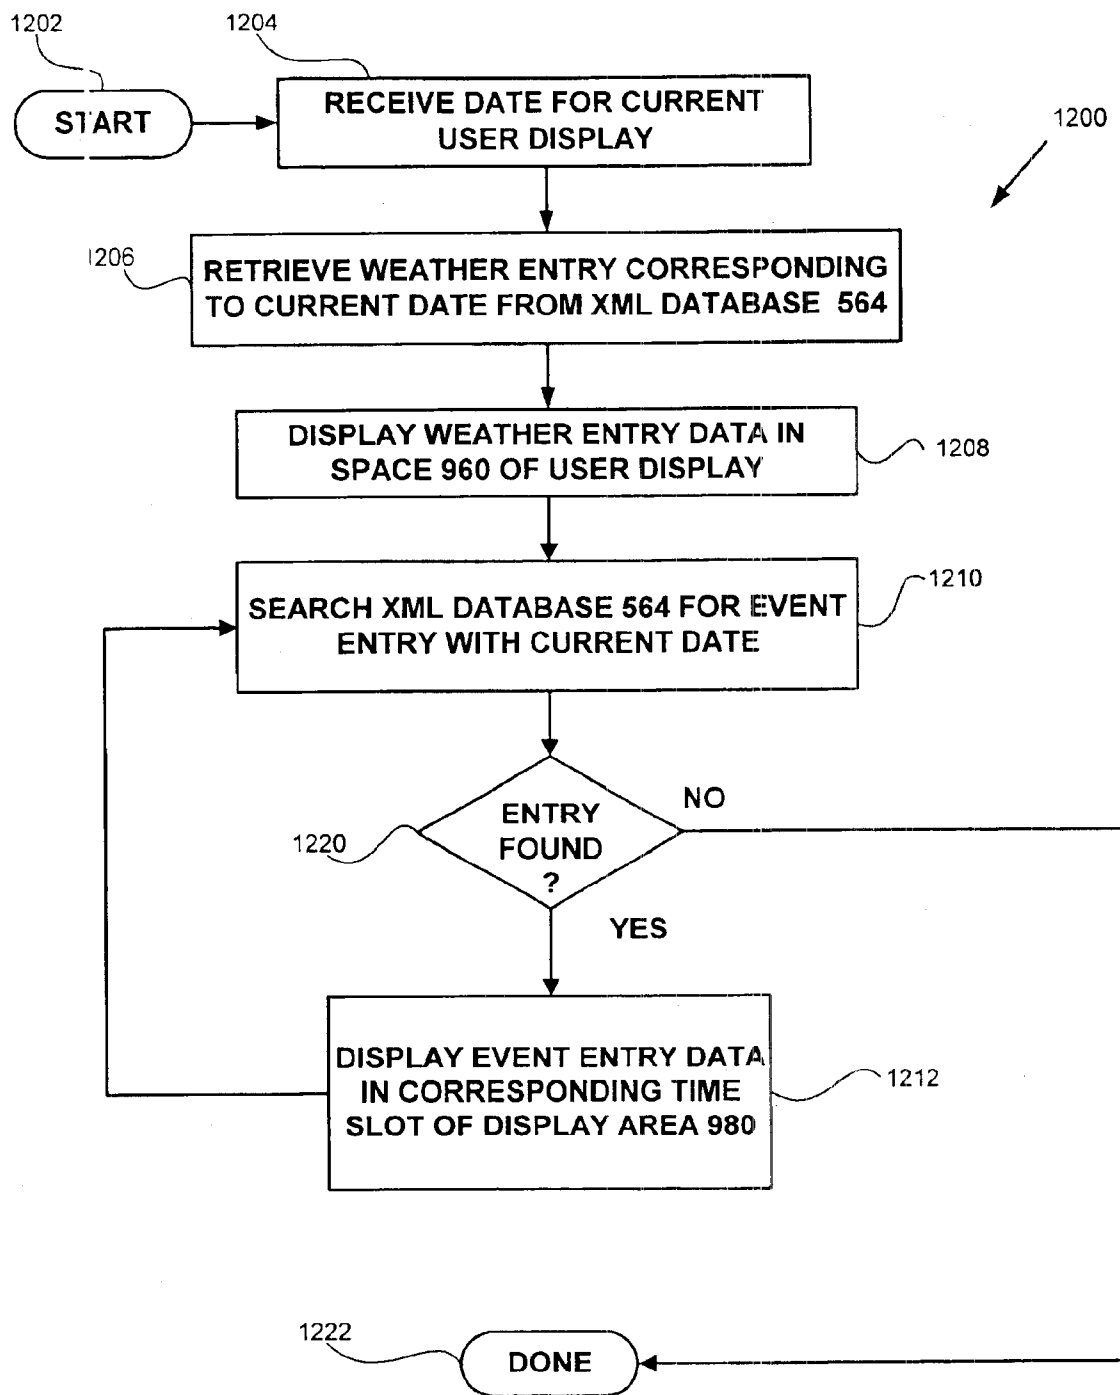 1202
1204
START
RECEIVE DATE FOR CURRENT
USER DISPLAY
1200
1206
RETRIEVE WEATHER ENTRY CORRESPONDING
TO CURRENT DATE FROM XML DATABASE 564
DISPLAY WEATHER ENTRY DATA IN
SPACE 960 OF USER DISPLAY
1208
1210
SEARCH XML DATABASE 564 FOR EVENT
ENTRY WITH CURRENT DATE
NO
ENTRY
FOUND
?
1220
YES
DISPLAY EVENT ENTRY DATA
IN CORRESPONDING TIME
SLOT OF DISPLAY AREA 980
1212
1222
DONE